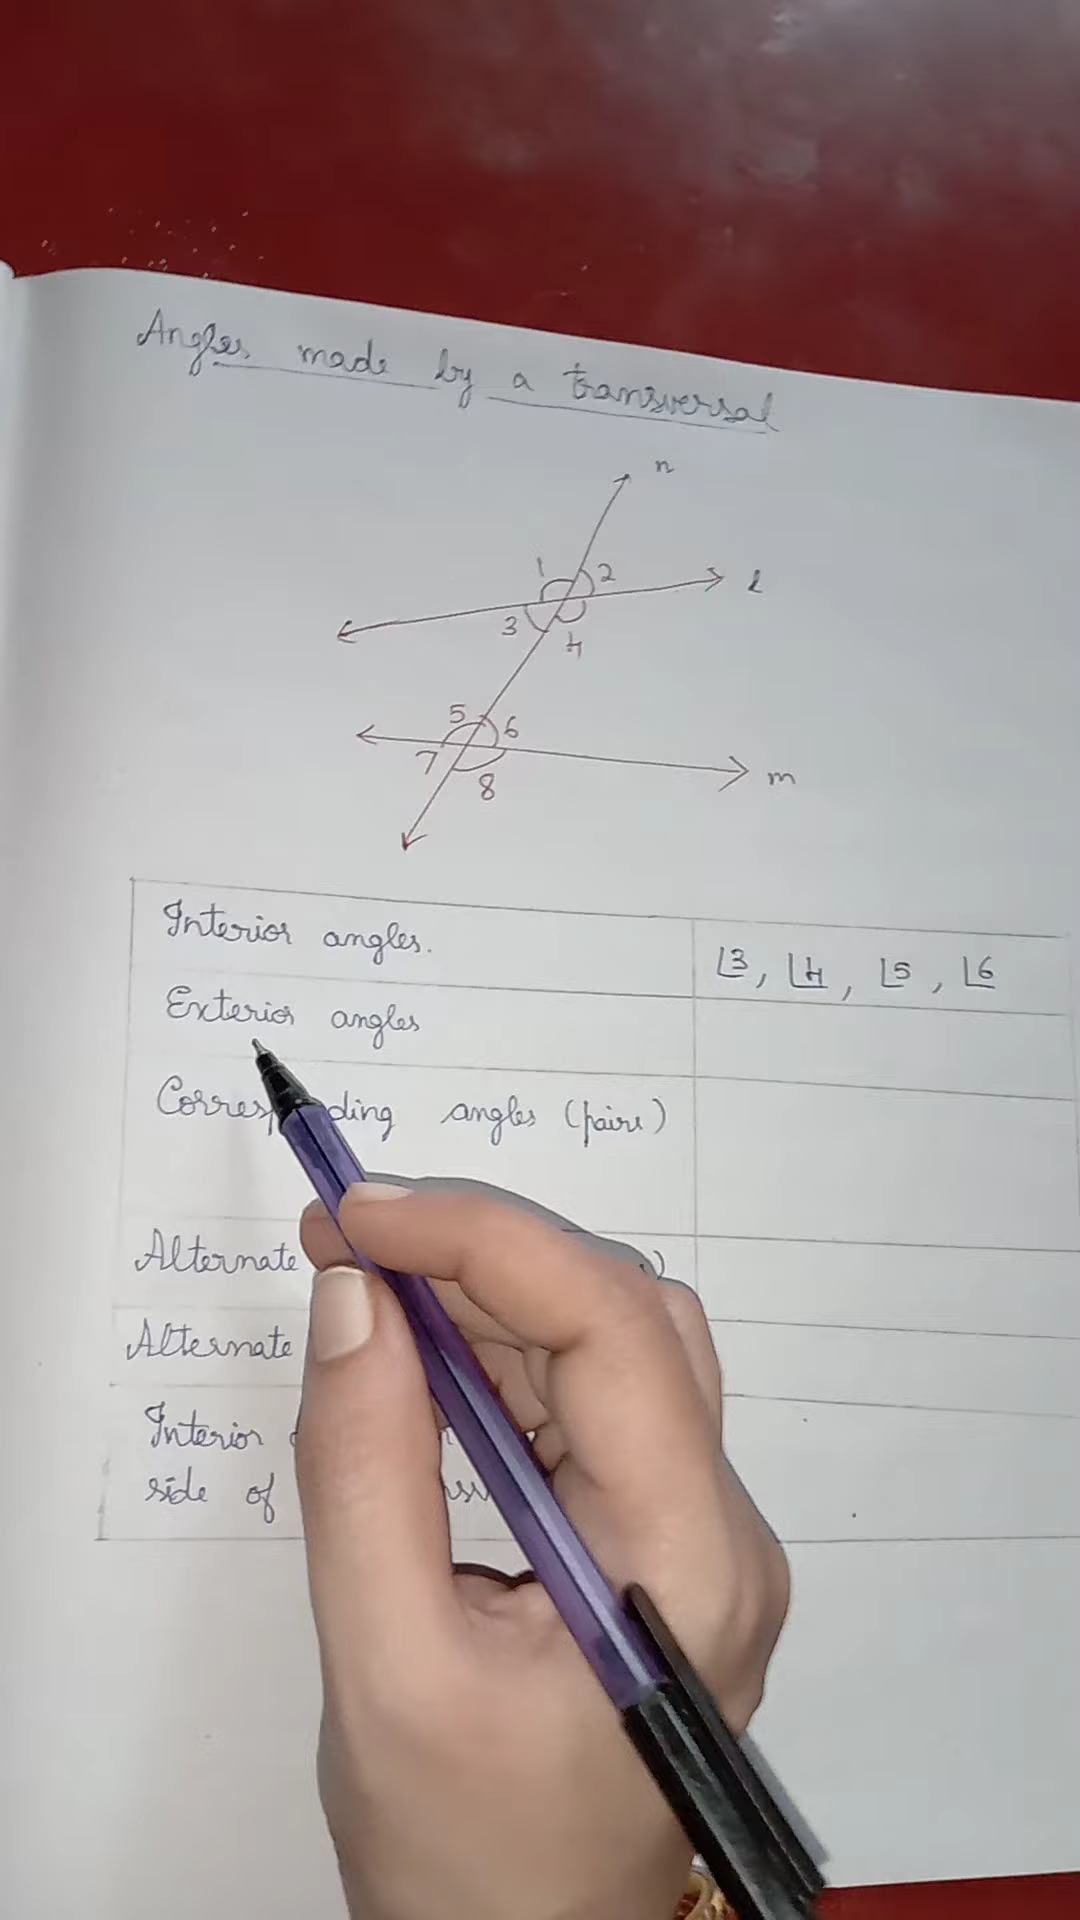 Angles made by a transversal
n
1 2 l
3 4
5 6
7 m
8
Interior angles. ∠3, ∠4, ∠5, ∠6
Exterior angles
angles (pairs)
Alternate
Alternate
Interior
side of